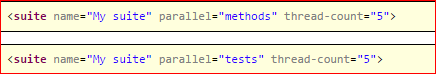 <suite name="My suite" parallel="methods" thread-count="5">
<suite name="My suite" parallel="tests" thread-count="5">